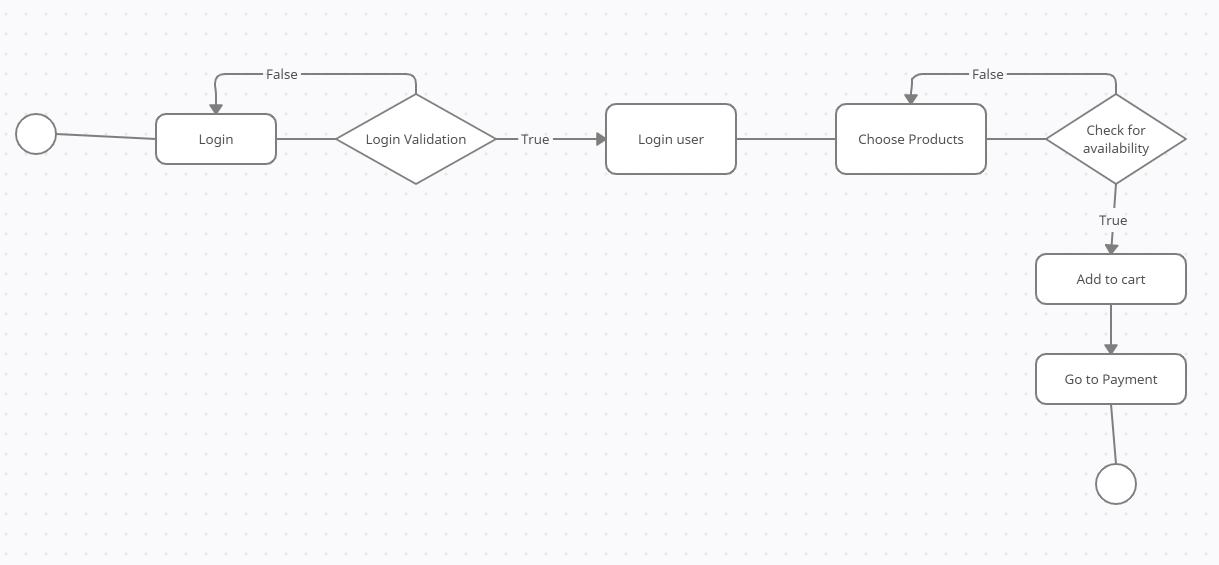 False
Login
Login Validation
True
Login user
False
Choose Products
Check for
availability
True
Add to cart
Go to Payment